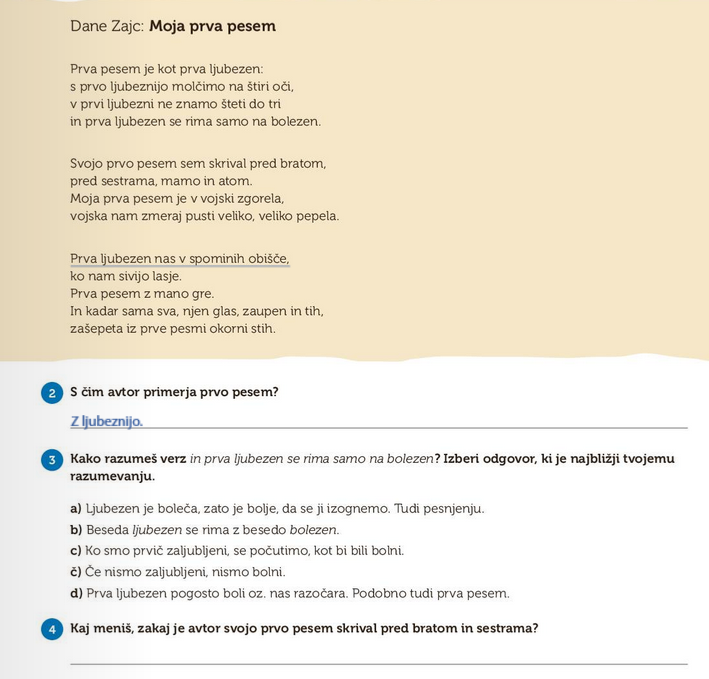 Dane Zajc: Moja prva pesem
Prva pesem je kot prva ljubezen:
s prvo ljubeznijo molčimo na štiri oči,
v prvi ljubezni ne znamo šteti do tri
in prva ljubezen se rima samo na bolezen.
Svojo prvo pesem sem skrival pred bratom,
pred sestrama, mamo in atom.
Moja prva pesem je v vojski zgorela,
vojska nam zmeraj pusti veliko, veliko pepela.
Prva ljubezen nas v spominih obišče,
ko nam sivijo lasje.
Prva pesem z mano gre.
In kadar sama sva, njen glas, zaupen in tih,
zašepeta iz prve pesmi okorni stih.
2 S čim avtor primerja prvo pesem?
Z ljubeznijo.
3 Kako razumeš verz in prva ljubezen se rima samo na bolezen? Izberi odgovor, ki je najbližji tvojemu
razumevanju.
a) Ljubezen je boleča, zato je bolje, da se ji izognemo. Tudi pesnjenju.
b) Beseda ljubezen se rima z besedo bolezen.
c) Ko smo prvič zaljubljeni, se počutimo, kot bi bili bolni.
č) Če nismo zaljubljeni, nismo bolni.
d) Prva ljubezen pogosto boli oz. nas razočara. Podobno tudi prva pesem.
4 Kaj meniš, zakaj je avtor svojo prvo pesem skrival pred bratom in sestrama?